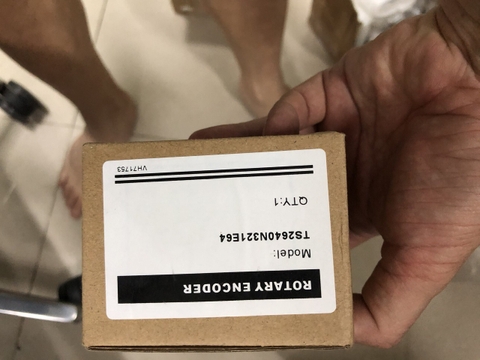 ROTARY ENCODER
Model:
TS2640N321E64
QTY:1
VH71753